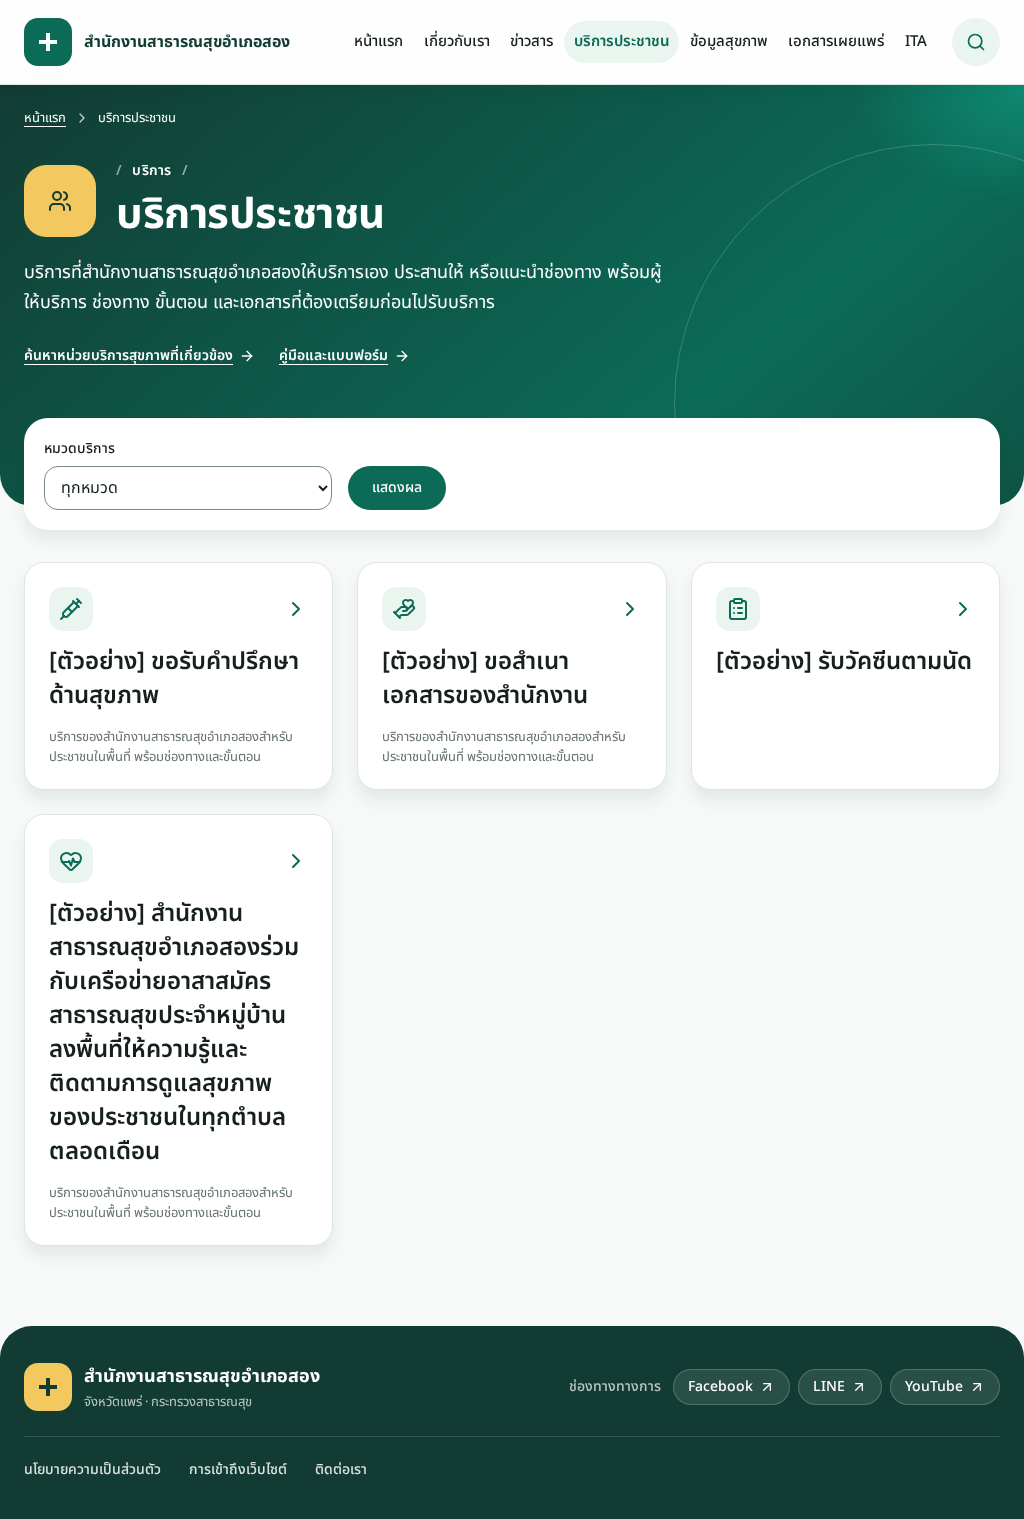 สำนักงานสาธารณสุขอำเภอสอง
หน้าแรก เกี่ยวกับเรา ข่าวสาร บริการประชาชน ข้อมูลสุขภาพ เอกสารเผยแพร่ ITA
หน้าแรก บริการประชาชน
/ บริการ /
บริการประชาชน
บริการที่สำนักงานสาธารณสุขอำเภอสองให้บริการเอง ประสานให้ หรือแนะนำช่องทาง พร้อมผู้
ให้บริการ ช่องทาง ขั้นตอน และเอกสารที่ต้องเตรียมก่อนไปรับบริการ
ค้นหาหน่วยบริการสุขภาพที่เกี่ยวข้อง คู่มือและแบบฟอร์ม
หมวดบริการ
ทุกหมวด แสดงผล
[ตัวอย่าง] ขอรับคำปรึกษา
ด้านสุขภาพ
บริการของสำนักงานสาธารณสุขอำเภอสองสำหรับ
ประชาชนในพื้นที่ พร้อมช่องทางและขั้นตอน
[ตัวอย่าง] ขอสำเนา
เอกสารของสำนักงาน
บริการของสำนักงานสาธารณสุขอำเภอสองสำหรับ
ประชาชนในพื้นที่ พร้อมช่องทางและขั้นตอน
[ตัวอย่าง] รับวัคซีนตามนัด
[ตัวอย่าง] สำนักงาน
สาธารณสุขอำเภอสองร่วม
กับเครือข่ายอาสาสมัคร
สาธารณสุขประจำหมู่บ้าน
ลงพื้นที่ให้ความรู้และ
ติดตามการดูแลสุขภาพ
ของประชาชนในทุกตำบล
ตลอดเดือน
บริการของสำนักงานสาธารณสุขอำเภอสองสำหรับ
ประชาชนในพื้นที่ พร้อมช่องทางและขั้นตอน
สำนักงานสาธารณสุขอำเภอสอง
จังหวัดแพร่ · กระทรวงสาธารณสุข
ช่องทางทางการ Facebook LINE YouTube
นโยบายความเป็นส่วนตัว การเข้าถึงเว็บไซต์ ติดต่อเรา